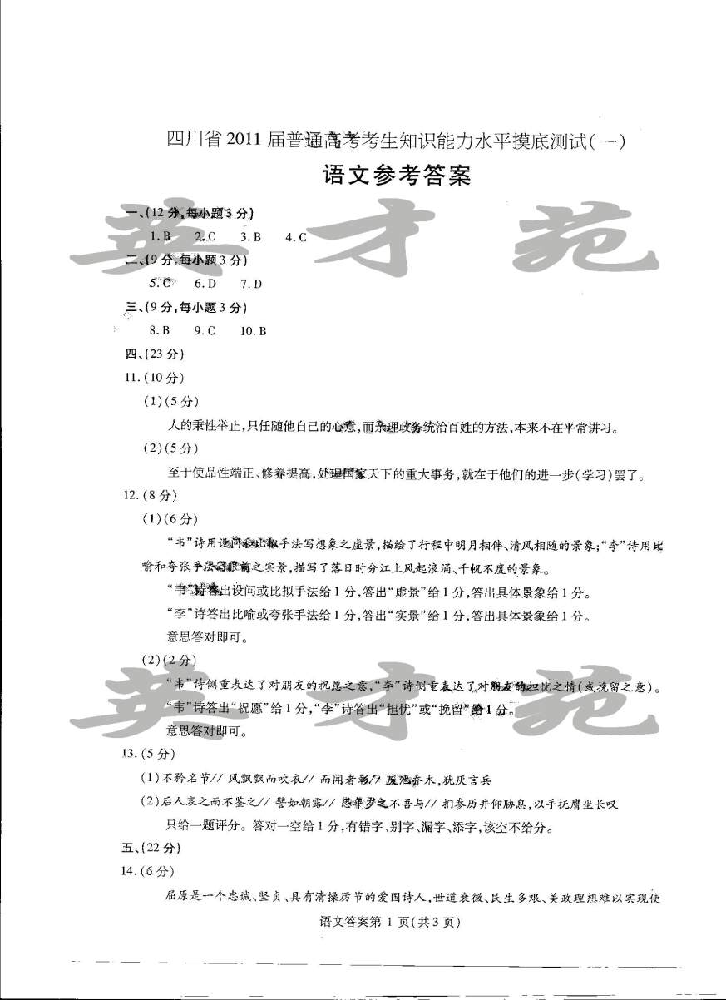 四川省2011届普通高考考生知识能力水平摸底测试(一)
语文参考答案
一、(12分,每小题3分)
1.B 2.C 3.B 4.C
二、(9分,每小题3分)
5.C 6.D 7.D
三、(9分,每小题3分)
8.B 9.C 10.B
四、(23分)
11.(10分)
(1)(5分)
人的秉性举止,只任随他自己的心意,而亲理政务统治百姓的方法,本来不在平常讲习。
(2)(5分)
至于使品性端正、修养提高,处理国家天下的重大事务,就在于他们的进一步(学习)罢了。
12.(8分)
(1)(6分)
“韦”诗用设问和比拟手法写想象之虚景,描绘了行程中明月相伴、清风相随的景象;“李”诗用比
喻和夸张手法写眼前之实景,描写了落日时分江上风起浪涌、千帆不度的景象。
“韦”诗答出设问或比拟手法给1分,答出“虚景”给1分,答出具体景象给1分。
“李”诗答出比喻或夸张手法给1分,答出“实景”给1分,答出具体景象给1分。
意思答对即可。
(2)(2分)
“韦”诗侧重表达了对朋友的祝愿之意,“李”诗侧重表达了对朋友的担忧之情(或挽留之意)。
“韦”诗答出“祝愿”给1分,“李”诗答出“担忧”或“挽留”给1分。
意思答对即可。
13.(5分)
(1)不矜名节// 风飘飘而吹衣// 而闻者彰// 废池乔木,犹厌言兵
(2)后人哀之而不鉴之// 譬如朝露// 恐年岁之不吾与// 扪参历井仰胁息,以手抚膺坐长叹
只给一题评分。答对一空给1分,有错字、别字、漏字、添字,该空不给分。
五、(22分)
14.(6分)
屈原是一个忠诚、坚贞、具有清操厉节的爱国诗人,世道衰微、民生多艰、美政理想难以实现使
语文答案第 1 页(共3页)
英才苑
英才苑